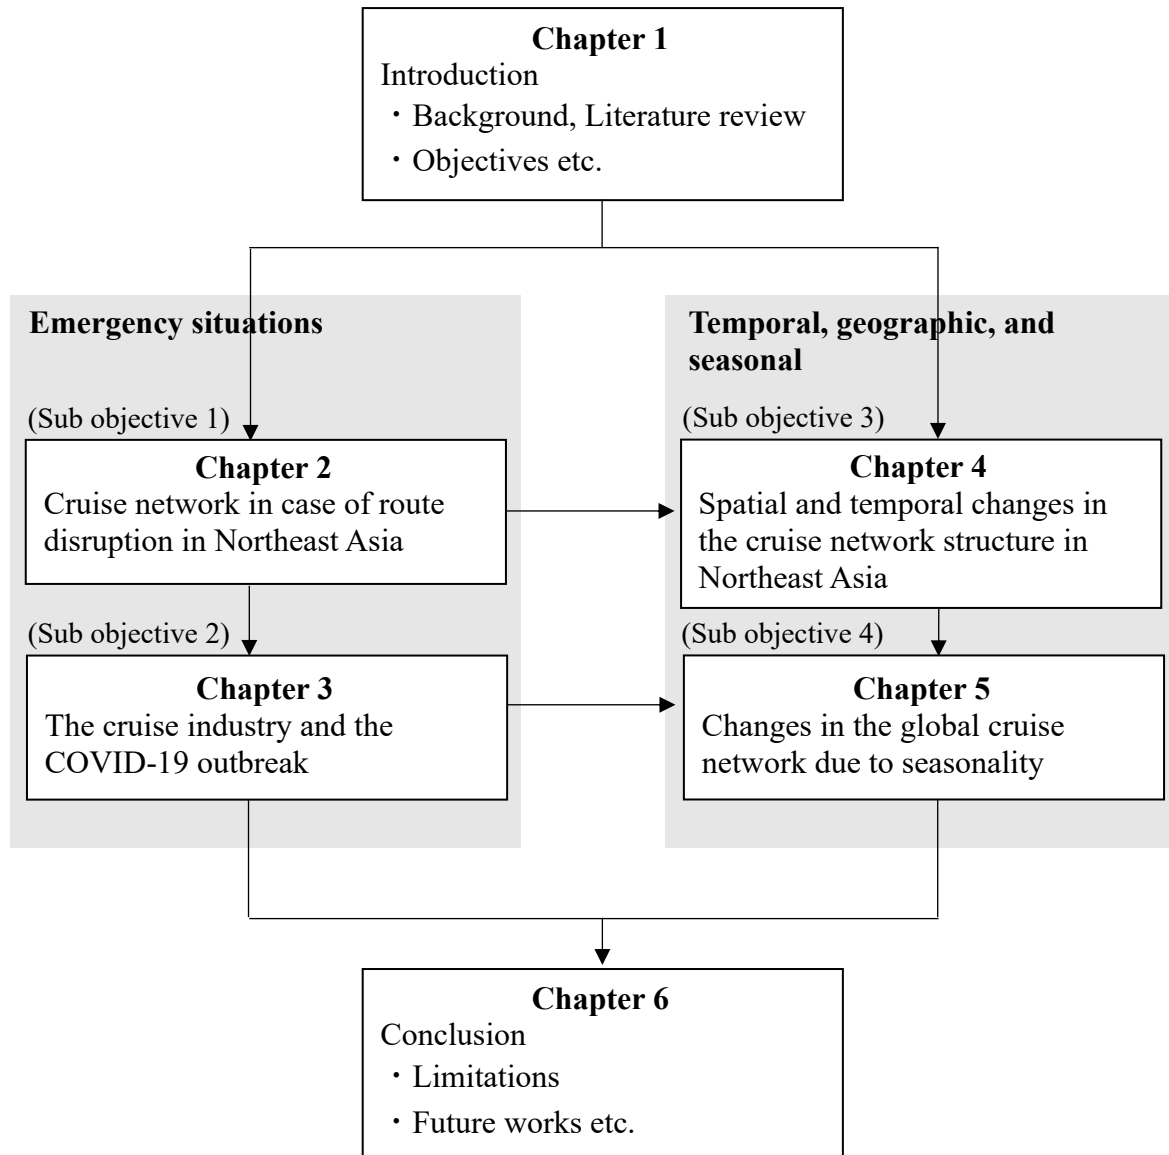 Chapter 1
Introduction
・Background, Literature review
・Objectives etc.
Emergency situations
(Sub objective 1)
Chapter 2
Cruise network in case of route
disruption in Northeast Asia
(Sub objective 2)
Chapter 3
The cruise industry and the
COVID-19 outbreak
Temporal, geographic, and
seasonal
(Sub objective 3)
Chapter 4
Spatial and temporal changes in
the cruise network structure in
Northeast Asia
(Sub objective 4)
Chapter 5
Changes in the global cruise
network due to seasonality
Chapter 6
Conclusion
・Limitations
・Future works etc.